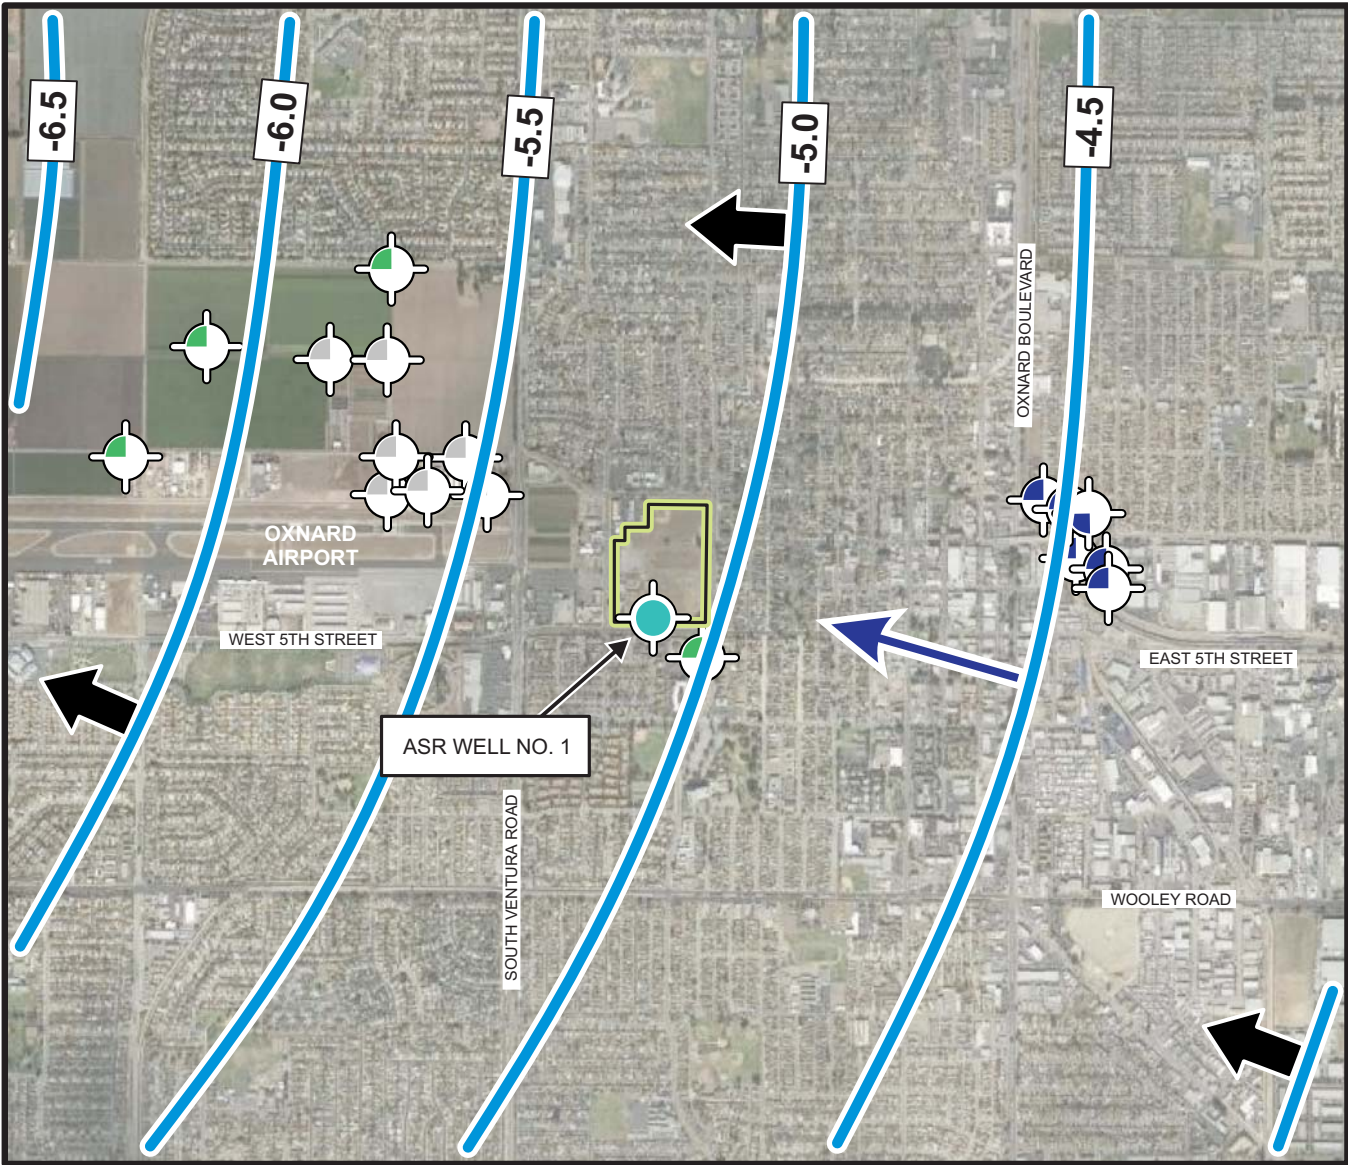 -6.5
-6.0
-5.5
-5.0
-4.5
OXNARD BOULEVARD
OXNARD
AIRPORT
WEST 5TH STREET
EAST 5TH STREET
ASR WELL NO. 1
SOUTH VENTURA ROAD
WOOLEY ROAD